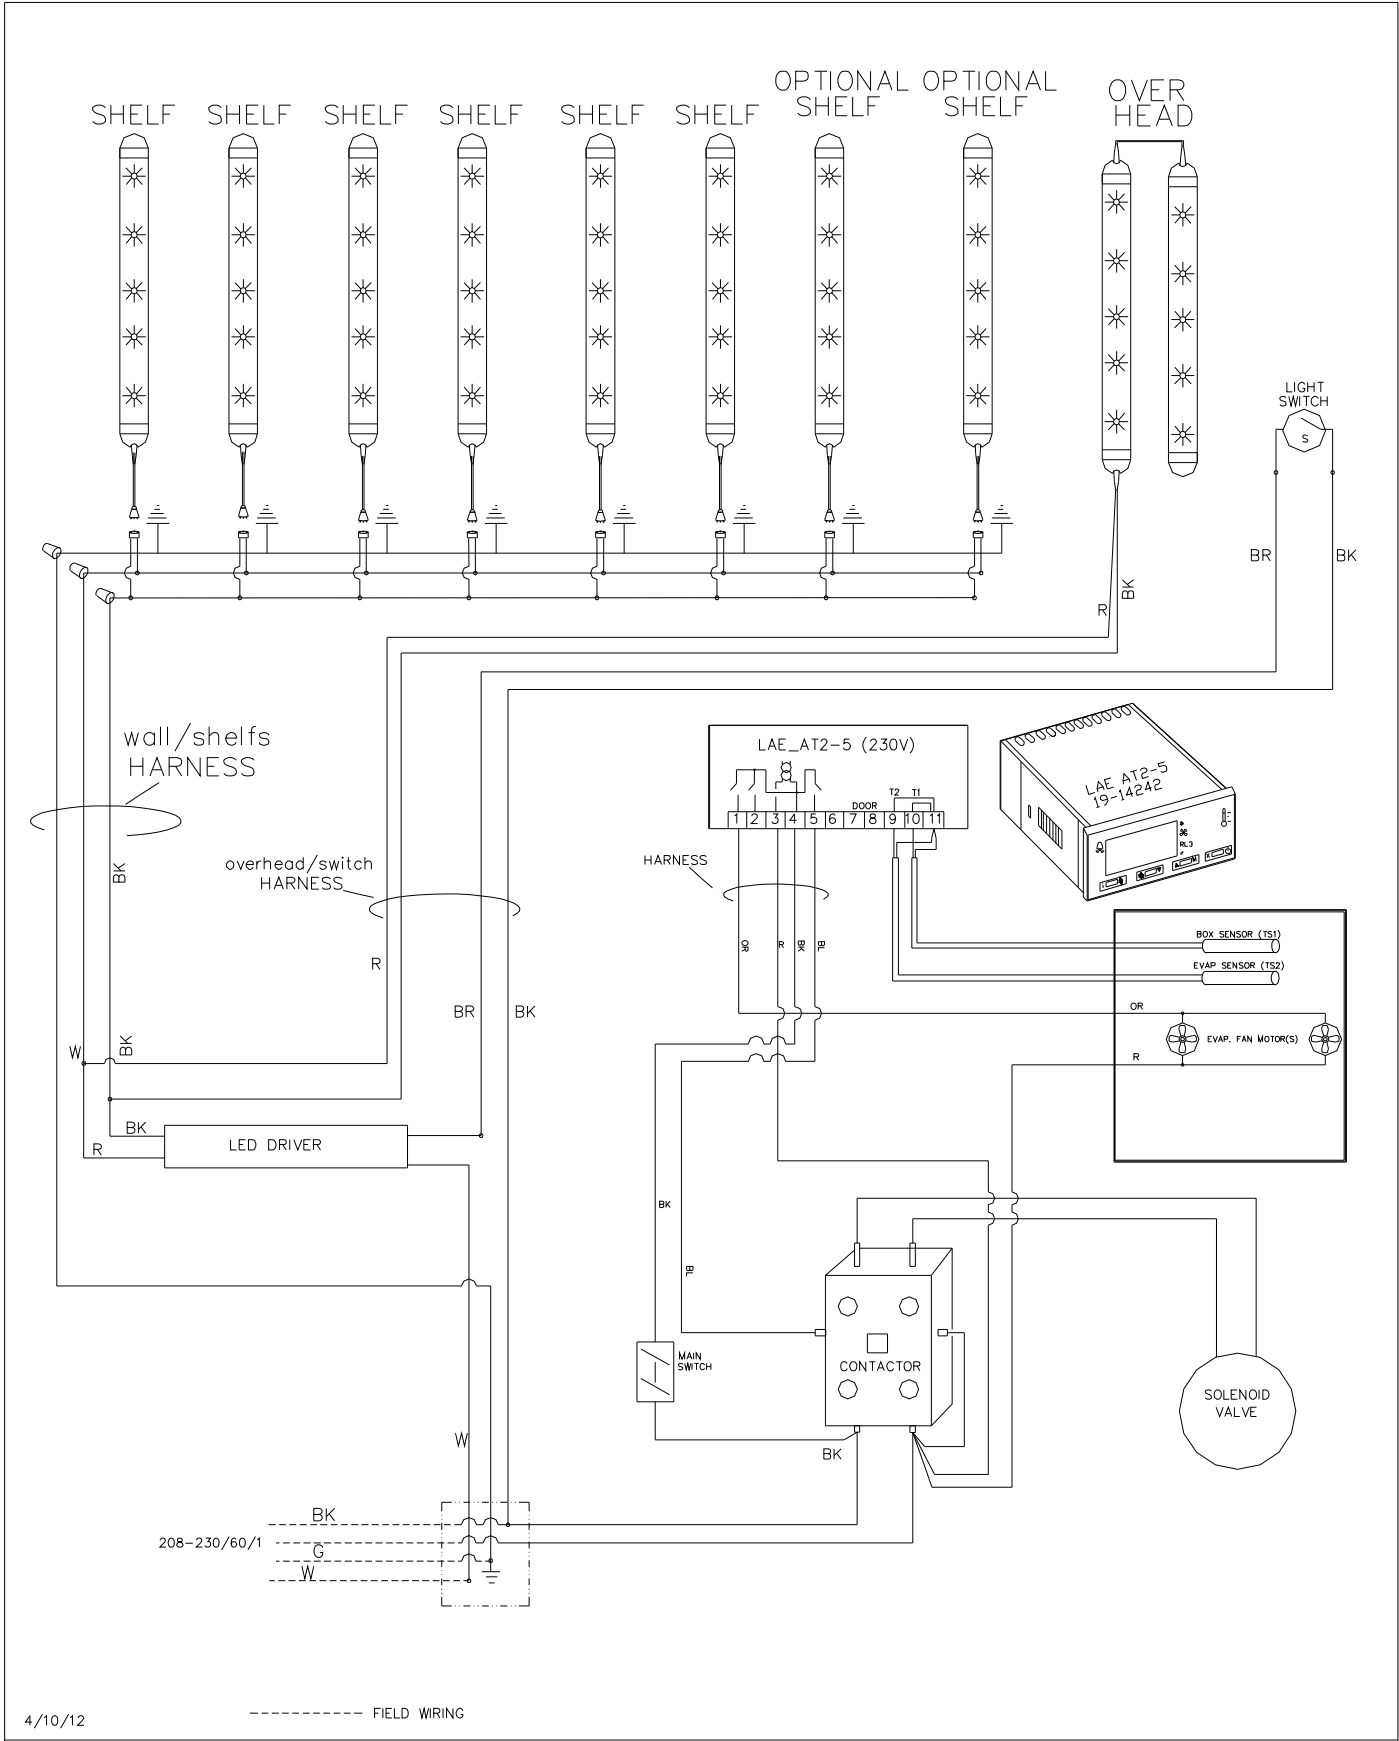 OPTIONAL OPTIONAL
SHELF SHELF SHELF SHELF SHELF SHELF SHELF SHELF
OVER
HEAD
LIGHT
SWITCH
S
BR
BK
R
BK
wall/shelfs
HARNESS
LAE_AT2-5 (230V)
DOOR
T2
T1
1 2 3 4 5 6 7 8 9 10 11
LAE AT2-5
19-14242
RL3
overhead/switch
HARNESS
HARNESS
BK
OR
R
BK
BL
BOX SENSOR (TS1)
EVAP SENSOR (TS2)
R
BR
BK
OR
EVAP. FAN MOTOR(S)
R
W
BK
BK
LED DRIVER
R
BK
BL
MAIN
SWITCH
CONTACTOR
SOLENOID
VALVE
W
BK
BK
208-230/60/1
G
W
4/10/12
FIELD WIRING